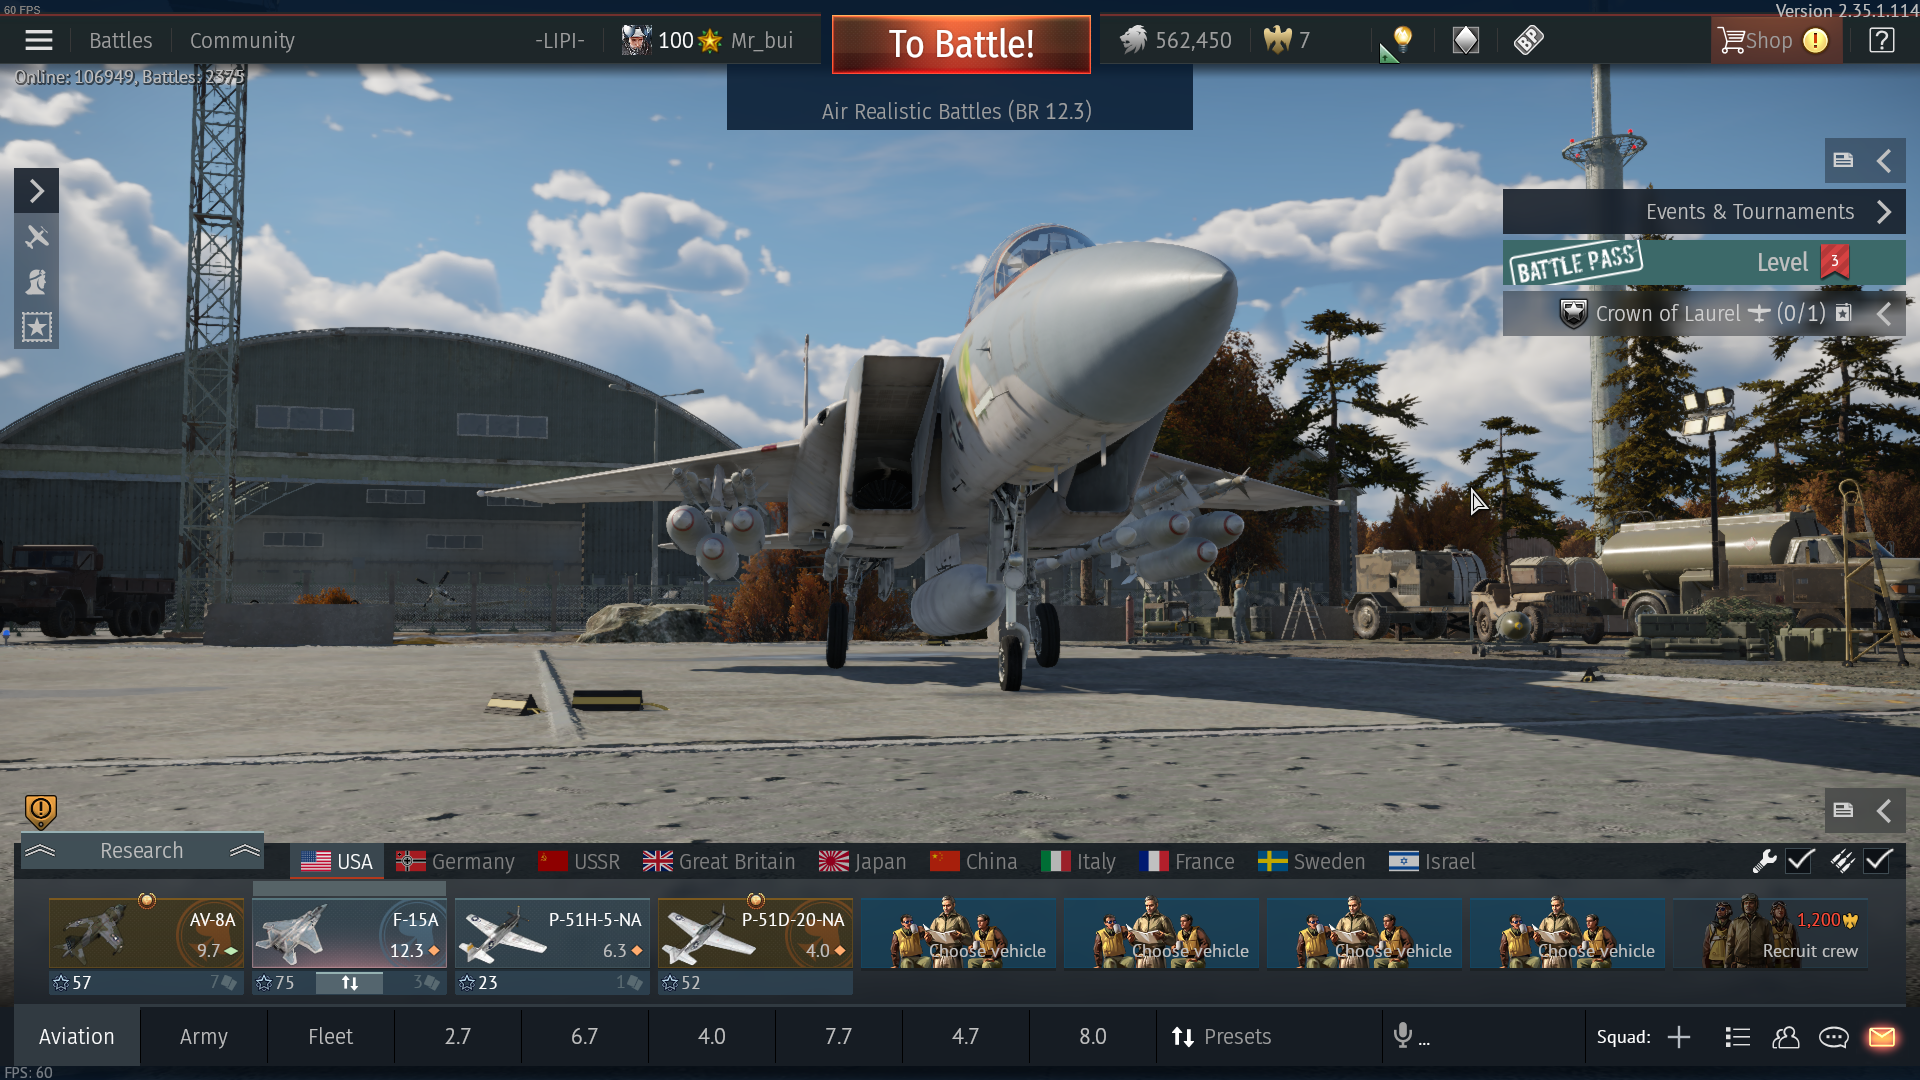 60 FPS
Version 2.35.1.114
Battles
Community
-LIPI-
100
Mr_bui
To Battle!
562,450
7
Shop
Online: 106949, Battles: 2375
Air Realistic Battles (BR 12.3)
Events & Tournaments
BATTLE PASS
Level
3
Crown of Laurel (0/1)
Research
USA
Germany
USSR
Great Britain
Japan
China
Italy
France
Sweden
Israel
AV-8A
9.7
57
7
F-15A
12.3
75
3
P-51H-5-NA
6.3
23
1
P-51D-20-NA
4.0
52
Choose vehicle
Choose vehicle
Choose vehicle
Choose vehicle
1,200
Recruit crew
Aviation
Army
Fleet
2.7
6.7
4.0
7.7
4.7
8.0
Presets
...
Squad:
FPS: 60